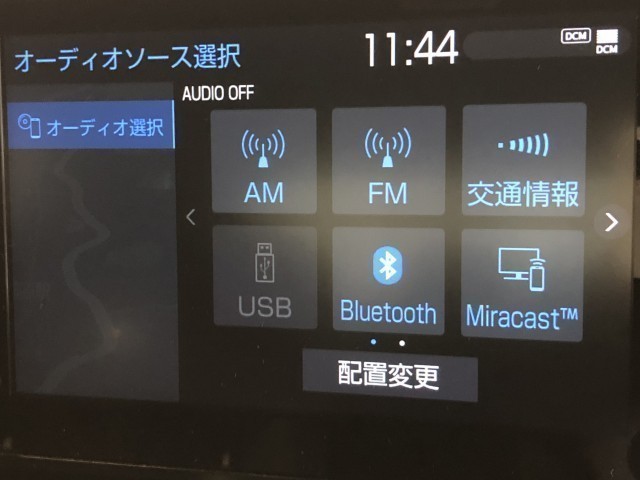 オーディオソース選択
11:44
DCM
DCM
AUDIO OFF
オーディオ選択
AM
FM
交通情報
USB
Bluetooth
Miracast™
配置変更